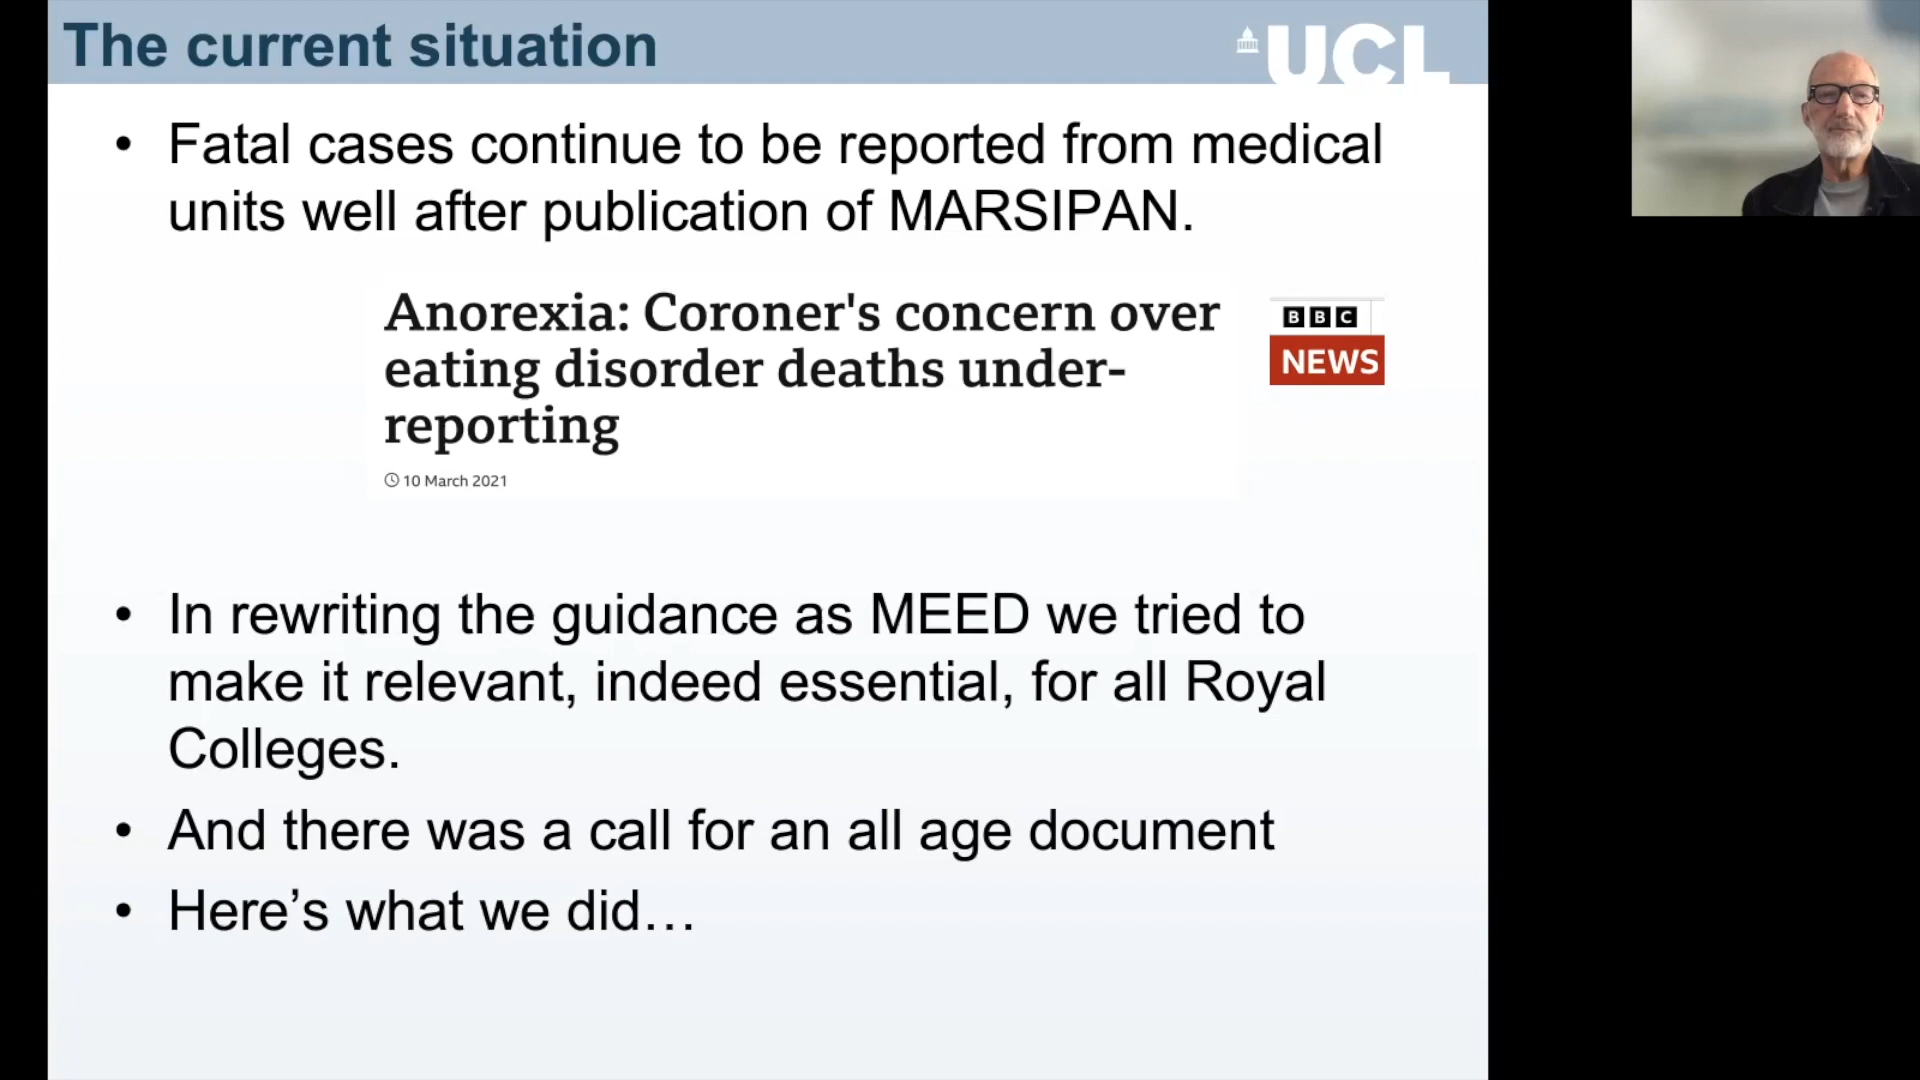 The current situation
UCL
• Fatal cases continue to be reported from medical
units well after publication of MARSIPAN.
Anorexia: Coroner's concern over
eating disorder deaths under-
reporting
10 March 2021
BBC
NEWS
• In rewriting the guidance as MEED we tried to
make it relevant, indeed essential, for all Royal
Colleges.
• And there was a call for an all age document
• Here’s what we did…